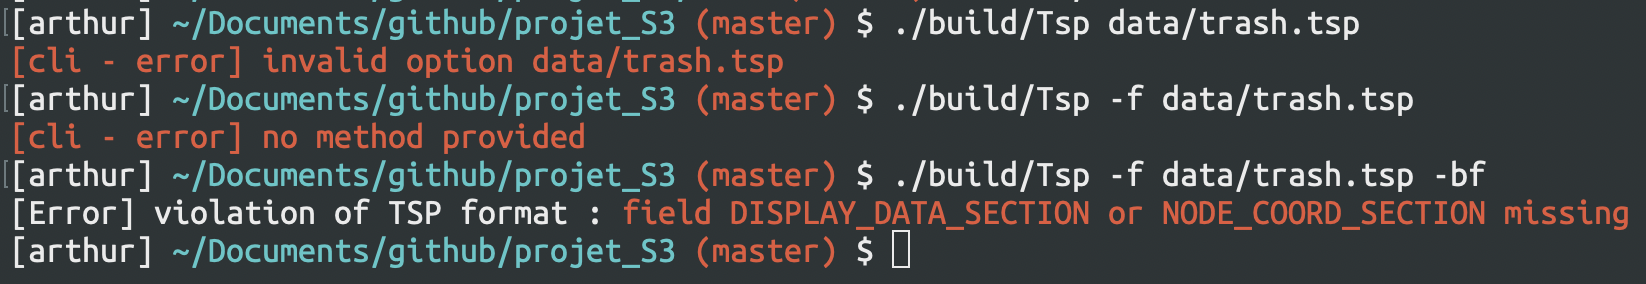 [arthur] ~/Documents/github/projet_S3 (master) $ ./build/Tsp data/trash.tsp
[cli - error] invalid option data/trash.tsp
[arthur] ~/Documents/github/projet_S3 (master) $ ./build/Tsp -f data/trash.tsp
[cli - error] no method provided
[arthur] ~/Documents/github/projet_S3 (master) $ ./build/Tsp -f data/trash.tsp -bf
[Error] violation of TSP format : field DISPLAY_DATA_SECTION or NODE_COORD_SECTION missing
[arthur] ~/Documents/github/projet_S3 (master) $